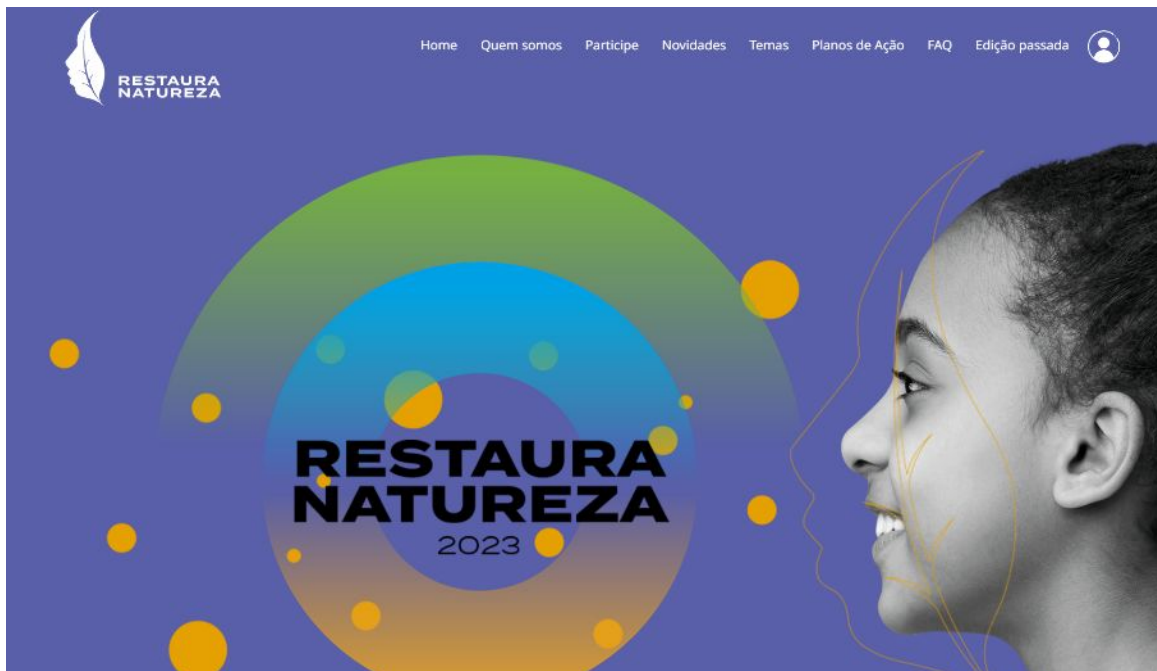 RESTAURA
NATUREZA
Home Quem somos Participe Novidades Temas Planos de Ação FAQ Edição passada
RESTAURA
NATUREZA
2023